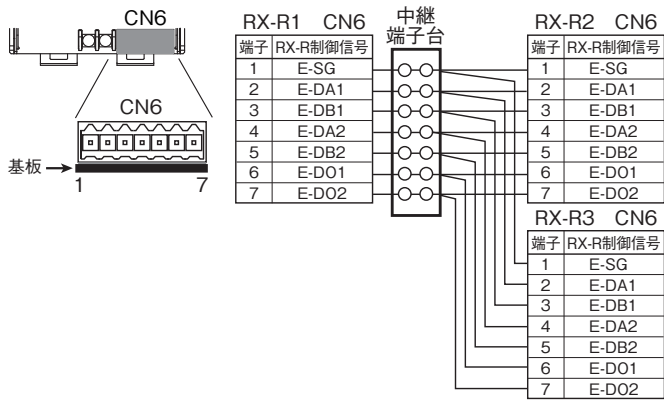 CN6
CN6
基板
1 7
RX-R1 CN6
端子 RX-R制御信号
1 E-SG
2 E-DA1
3 E-DB1
4 E-DA2
5 E-DB2
6 E-DO1
7 E-DO2
中継
端子台
RX-R2 CN6
端子 RX-R制御信号
1 E-SG
2 E-DA1
3 E-DB1
4 E-DA2
5 E-DB2
6 E-DO1
7 E-DO2
RX-R3 CN6
端子 RX-R制御信号
1 E-SG
2 E-DA1
3 E-DB1
4 E-DA2
5 E-DB2
6 E-DO1
7 E-DO2